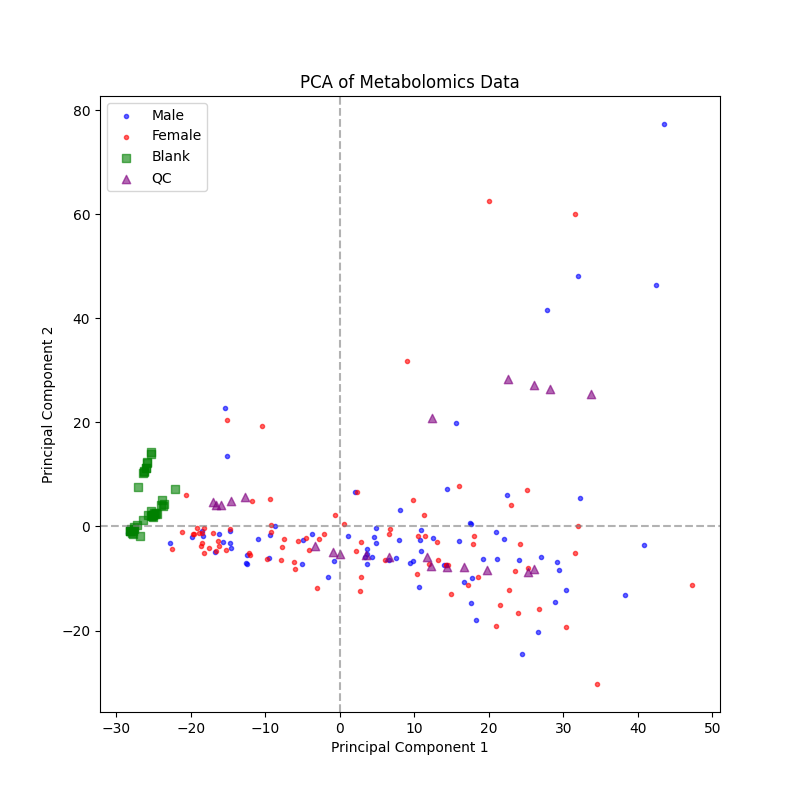 PCA of Metabolomics Data
Male
Female
Blank
QC
80
60
40
20
0
−20
Principal Component 2
−30 −20 −10 0 10 20 30 40 50
Principal Component 1